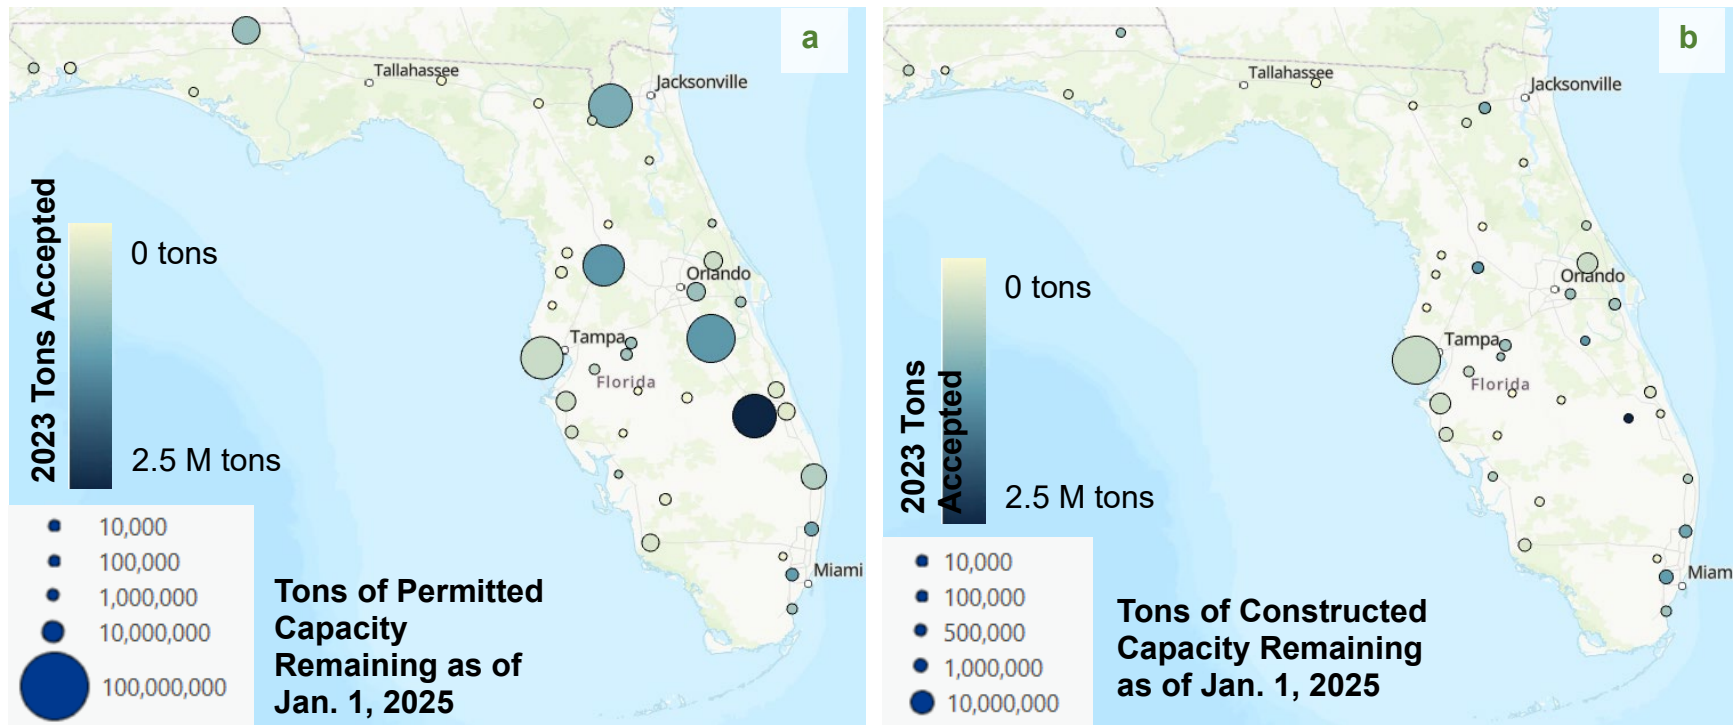 a
Tallahassee
Jacksonville
2023 Tons Accepted
0 tons
2.5 M tons
Orlando
Tampa
Florida
Miami
10,000
100,000
1,000,000
10,000,000
100,000,000
Tons of Permitted
Capacity
Remaining as of
Jan. 1, 2025
b
Tallahassee
Jacksonville
2023 Tons
Accepted
0 tons
2.5 M tons
Orlando
Tampa
Florida
Miam
10,000
100,000
500,000
1,000,000
10,000,000
Tons of Constructed
Capacity Remaining
as of Jan. 1, 2025